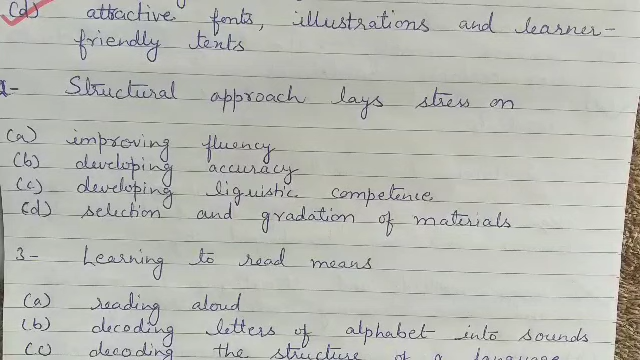 (d) attractive fonts, illustrations and learner-
friendly texts
Structural approach lays stress on
(a) improving fluency
(b) developing accuracy
(c) developing liguistic competence
(d) selection and gradation of materials
3- Learning to read means
(a) reading aloud
(b) decoding letters of alphabet into sounds
(c) decoding the structure of a language